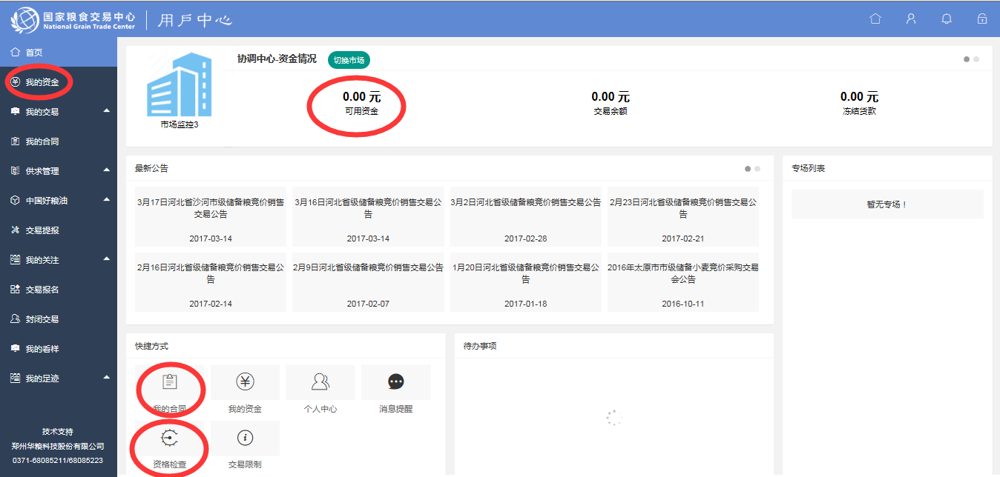 国家粮食交易中心
National Grain Trade Center
用户中心
首页
我的资金
我的交易
我的合同
供求管理
中国好粮油
交易提报
我的关注
交易报名
封闭交易
我的看样
我的足迹
技术支持
郑州华粮科技股份有限公司
0371-68085211/68085223
市场监控3
协调中心-资金情况
切换市场
0.00 元
可用资金
0.00 元
交易余额
0.00 元
冻结货款
最新公告
3月17日河北省沙河市级储备粮竞价销售
交易公告
2017-03-14
3月16日河北省级储备粮竞价销售交易公
告
2017-03-14
3月2日河北省级储备粮竞价销售交易公告
2017-02-28
2月23日河北省级储备粮竞价销售交易公
告
2017-02-21
2月16日河北省级储备粮竞价销售交易公
告
2017-02-14
2月9日河北省级储备粮竞价销售交易公告
2017-02-07
1月20日河北省级储备粮竞价销售交易公
告
2017-01-18
2016年太原市市级储备小麦竞价采购交易
会公告
2016-10-11
专场列表
暂无专场！
快捷方式
我的合同
我的资金
个人中心
消息提醒
资格检查
交易限制
待办事项